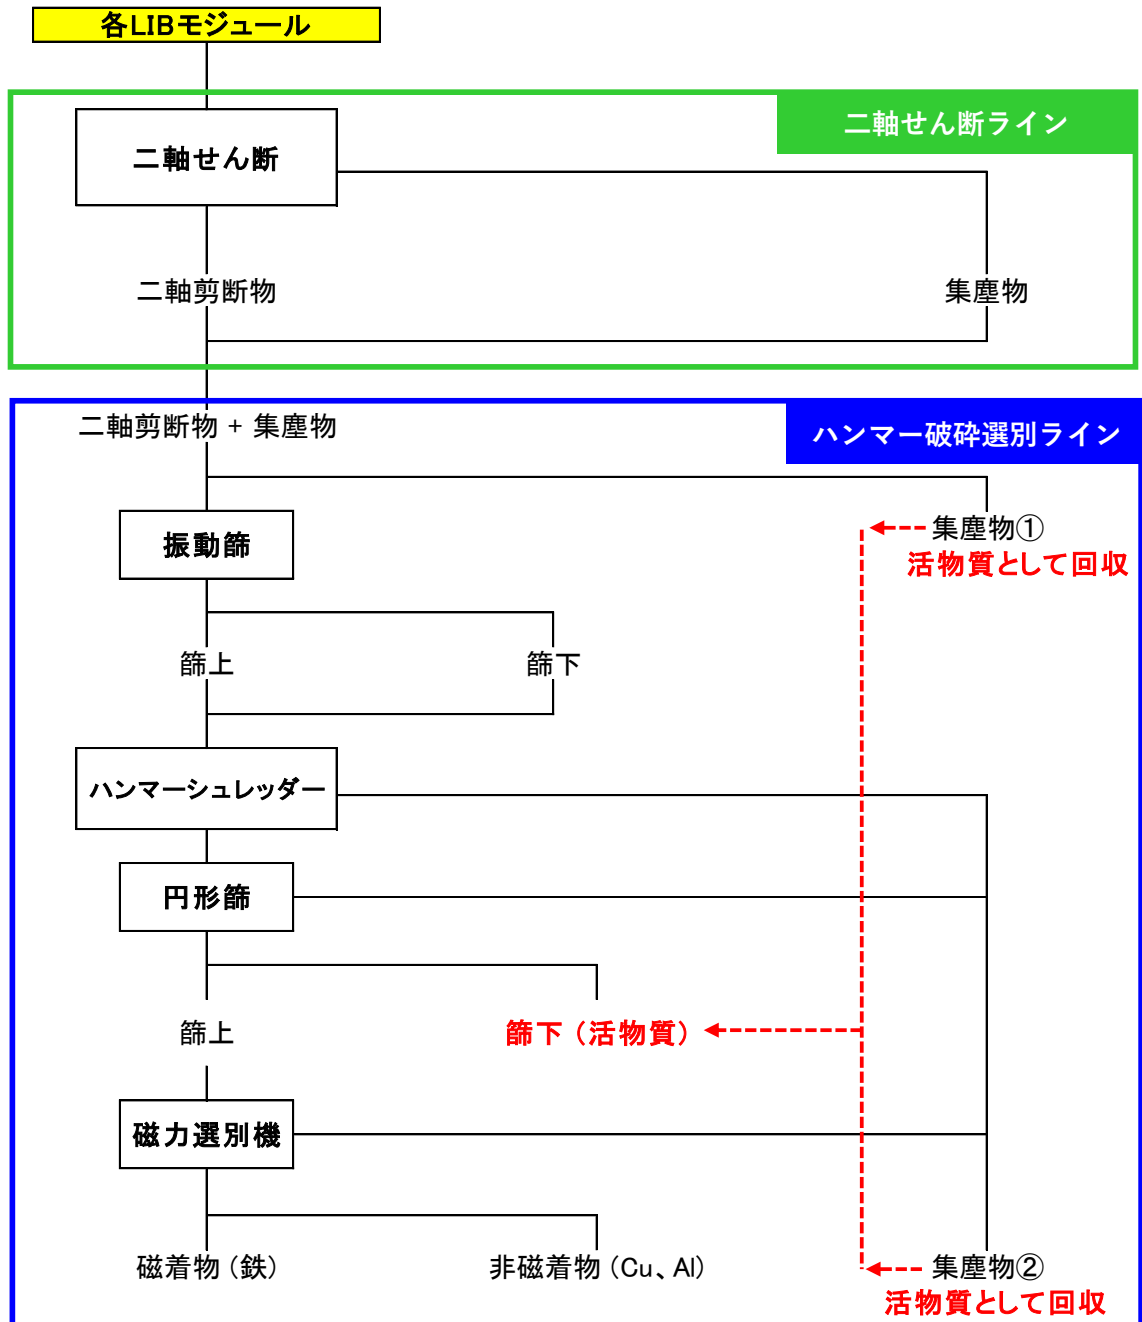 各LIBモジュール
二軸せん断ライン
二軸せん断
二軸剪断物
集塵物
二軸剪断物 + 集塵物
ハンマー破砕選別ライン
振動篩
集塵物①
活物質として回収
篩上
篩下
ハンマーシュレッダー
円形篩
篩上
篩下（活物質）
磁力選別機
磁着物（鉄）
非磁着物（Cu、Al）
集塵物②
活物質として回収